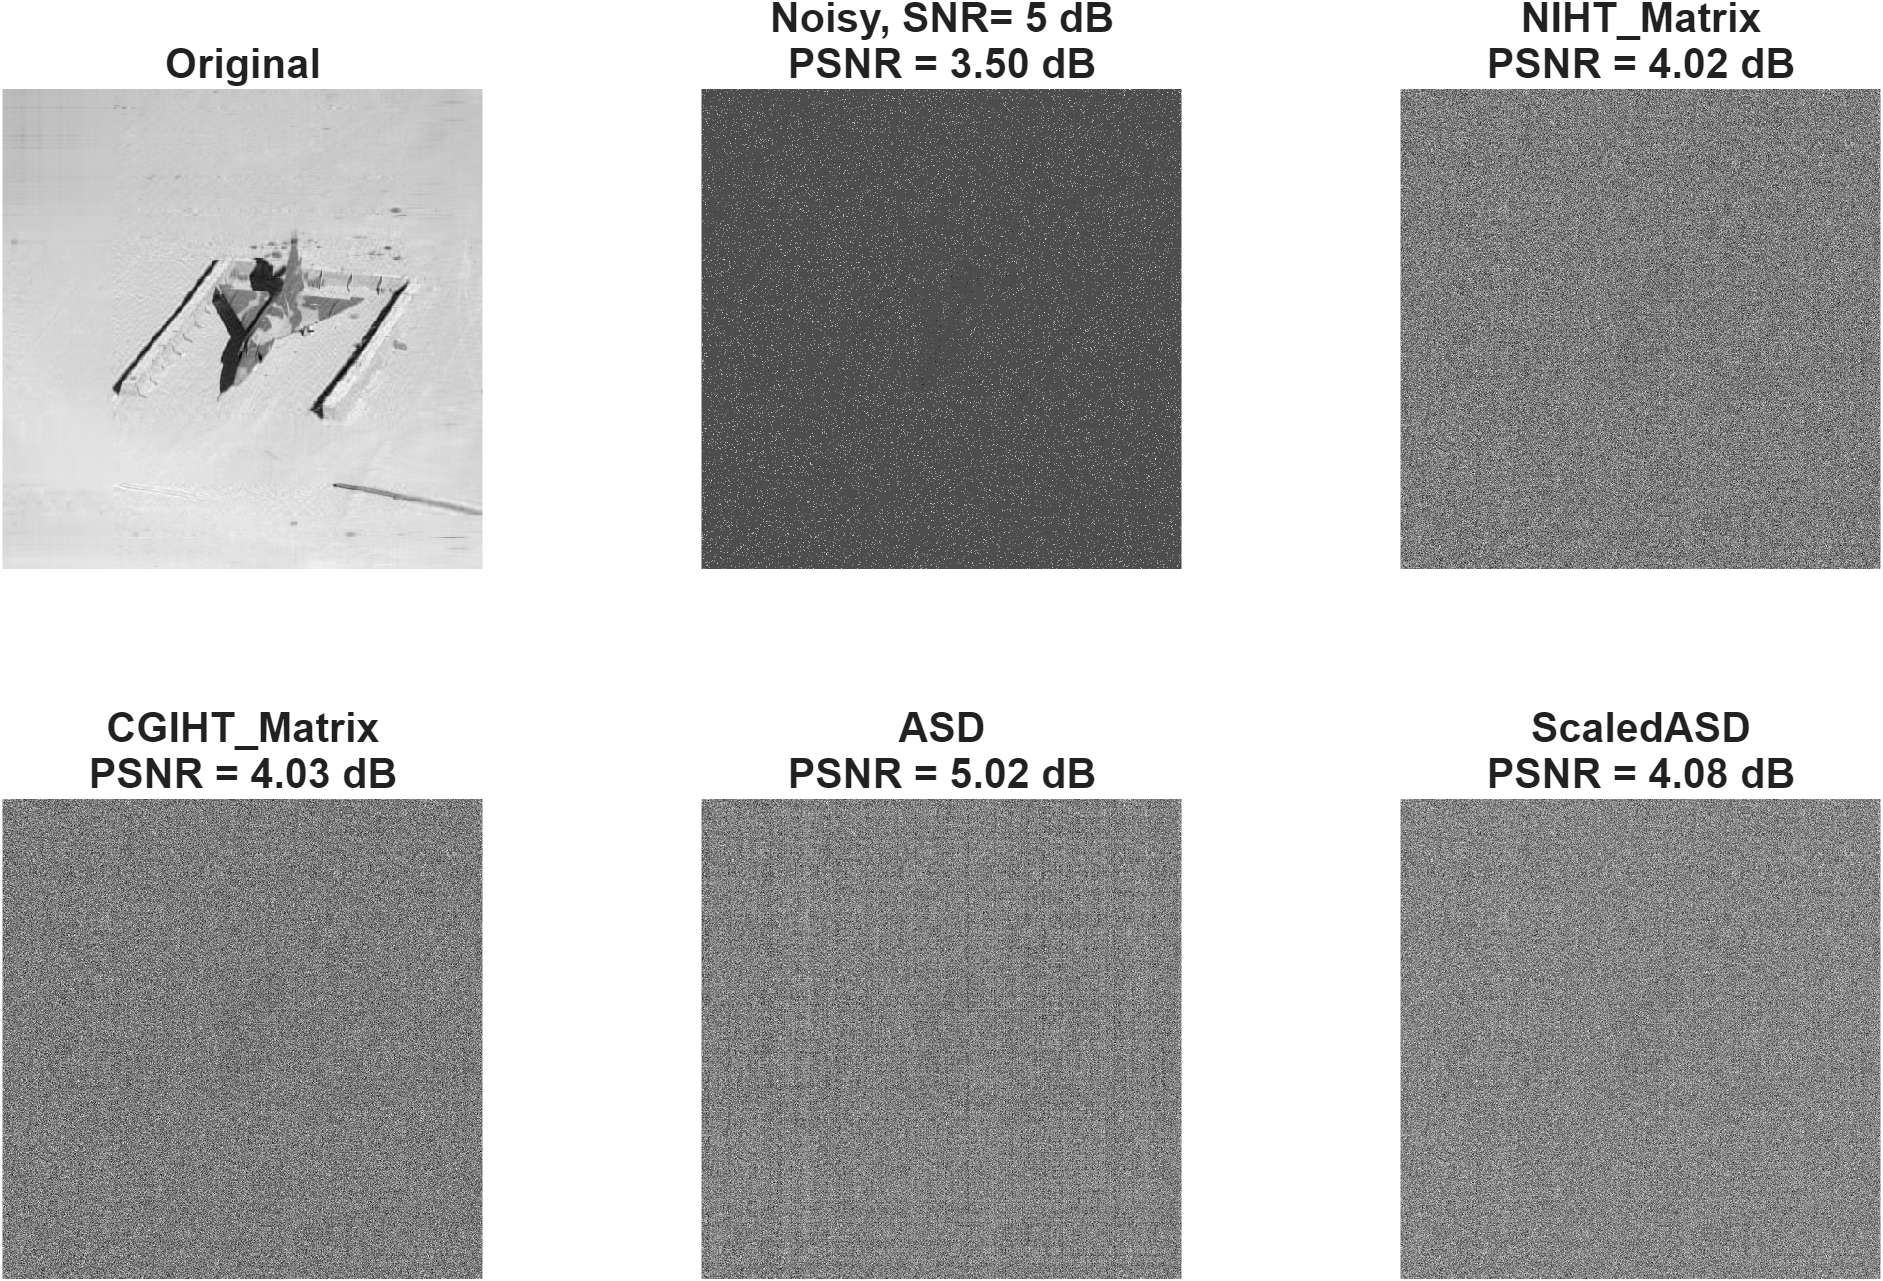 Original
Noisy, SNR= 5 dB
PSNR = 3.50 dB
NIHT_Matrix
PSNR = 4.02 dB
CGIHT_Matrix
PSNR = 4.03 dB
ASD
PSNR = 5.02 dB
ScaledASD
PSNR = 4.08 dB